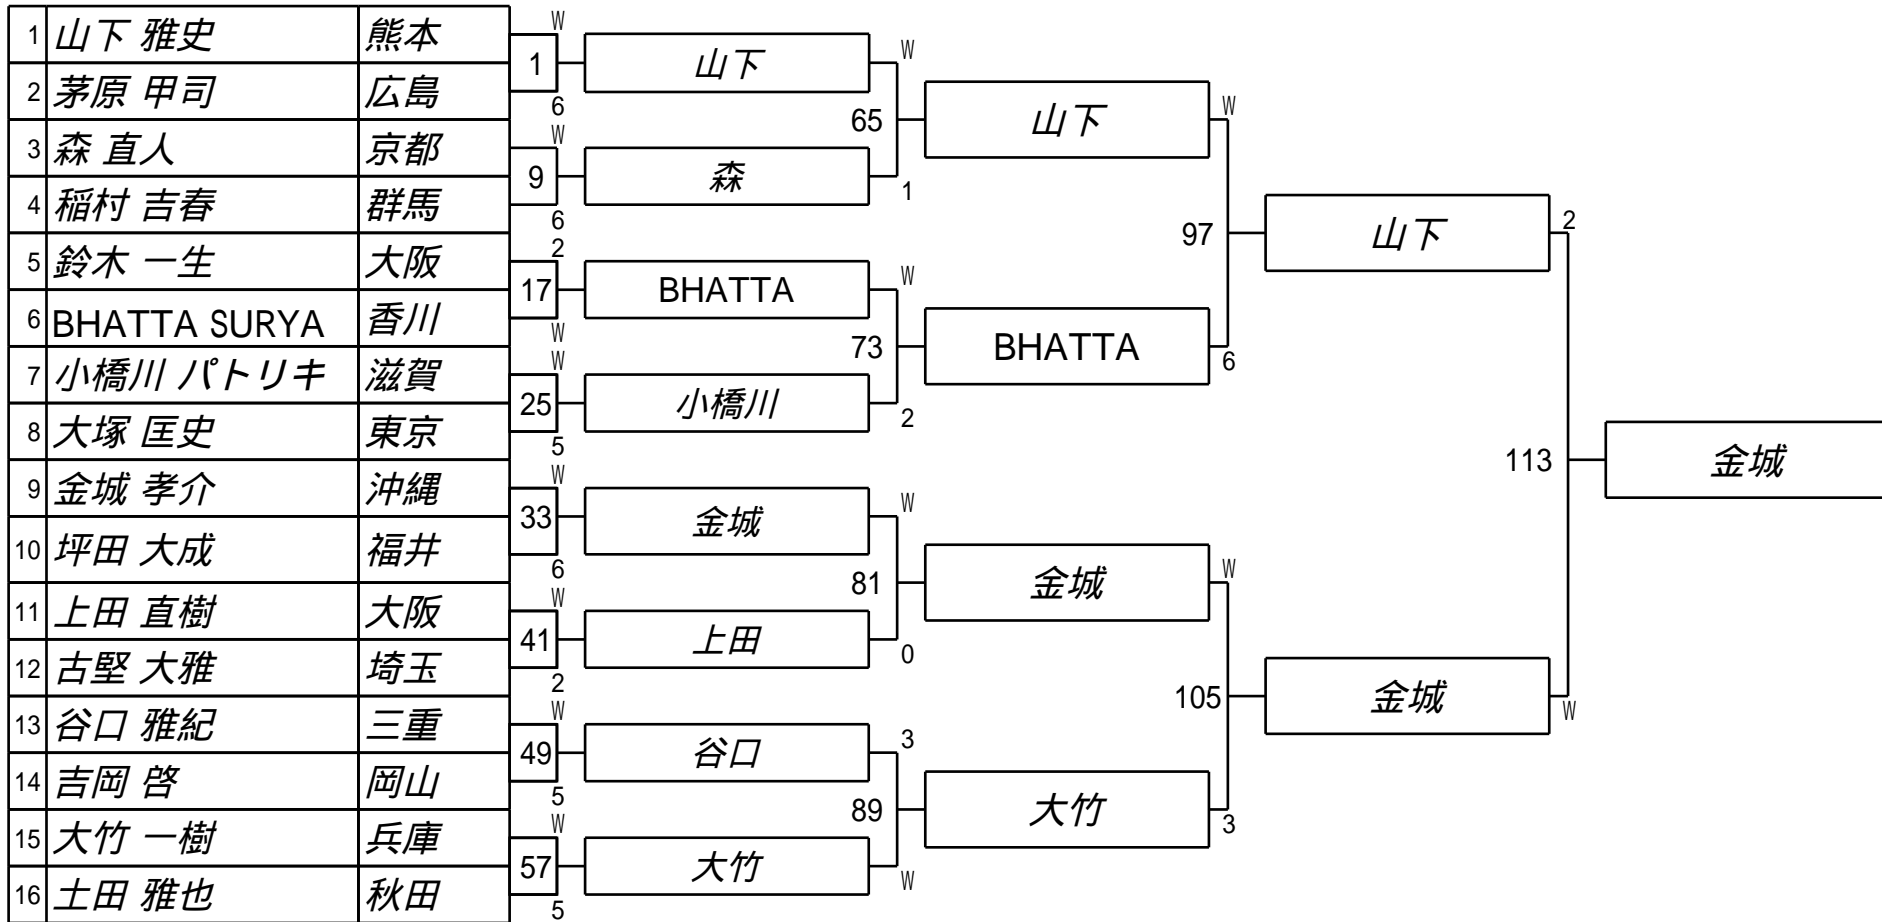 1 山下 雅史 熊本
2 茅原 甲司 広島
3 森 直人 京都
4 稲村 吉春 群馬
5 鈴木 一生 大阪
6 BHATTA SURYA 香川
7 小橋川 パトリキ 滋賀
8 大塚 匡史 東京
9 金城 孝介 沖縄
10 坪田 大成 福井
11 上田 直樹 大阪
12 古堅 大雅 埼玉
13 谷口 雅紀 三重
14 吉岡 啓 岡山
15 大竹 一樹 兵庫
16 土田 雅也 秋田
W
1
6
W
9
6
2
17
W
W
25
5
W
33
6
W
41
2
W
49
5
W
57
5
山下 W
65
森 1
BHATTA W
73
小橋川 2
金城 W
81
上田 0
谷口 3
89
大竹 W
山下 W
97
BHATTA 6
金城 W
105
大竹 3
山下 2
113
金城 W
金城